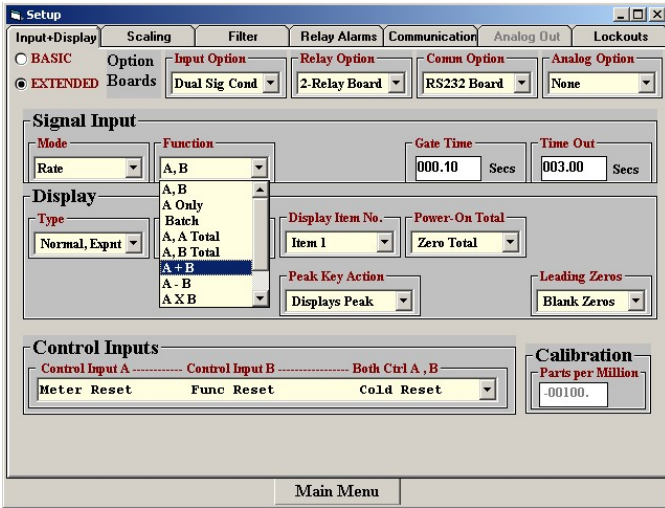 Setup
Input+Display Scaling Filter Relay Alarms Communication Analog Out Lockouts
BASIC
EXTENDED
Option
Boards
Input Option Relay Option Comm Option Analog Option
Dual Sig Cond 2-Relay Board RS232 Board None
Signal Input
Mode Function Gate Time Time Out
Rate A, B 000.10 Secs 003.00 Secs
A, B
A Only
Batch
A, A Total
A, B Total
A + B
A - B
A X B
Display
Type Display Item No. Power-On Total
Normal, Expnt Item 1 Zero Total
Peak Key Action Leading Zeros
Displays Peak Blank Zeros
Control Inputs
Control Input A ------------ Control Input B ----------------- Both Ctrl A , B
Meter Reset Func Reset Cold Reset
Calibration
Parts per Million
-00100.
Main Menu